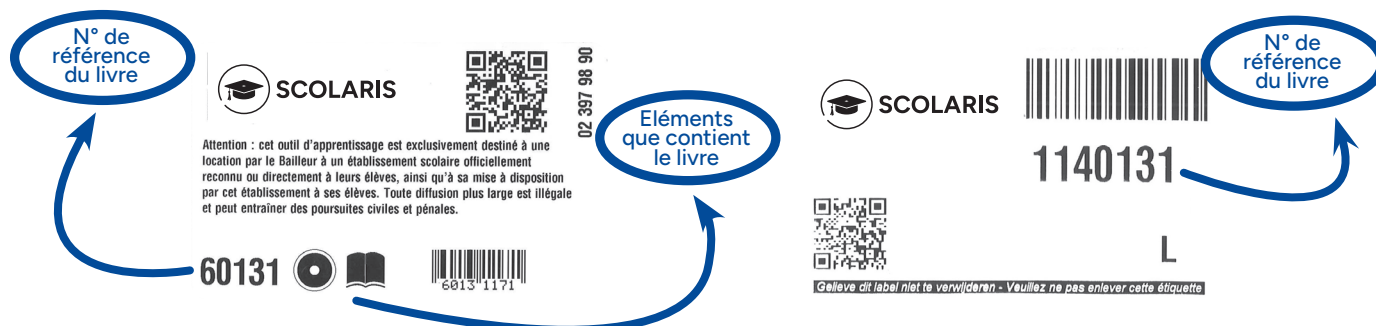 N° de
référence
du livre
SCOLARIS
02 397 98 90
Attention : cet outil d'apprentissage est exclusivement destiné à une
location par le Bailleur à un établissement scolaire officiellement
reconnu ou directement à leurs élèves, ainsi qu'à sa mise à disposition
par cet établissement à ses élèves. Toute diffusion plus large est illégale
et peut entraîner des poursuites civiles et pénales.
60131
6013 1171
Eléments
que contient
le livre
SCOLARIS
1140131
N° de
référence
du livre
L
Gelieve dit label niet te verwijderen - Veuillez ne pas enlever cette étiquette